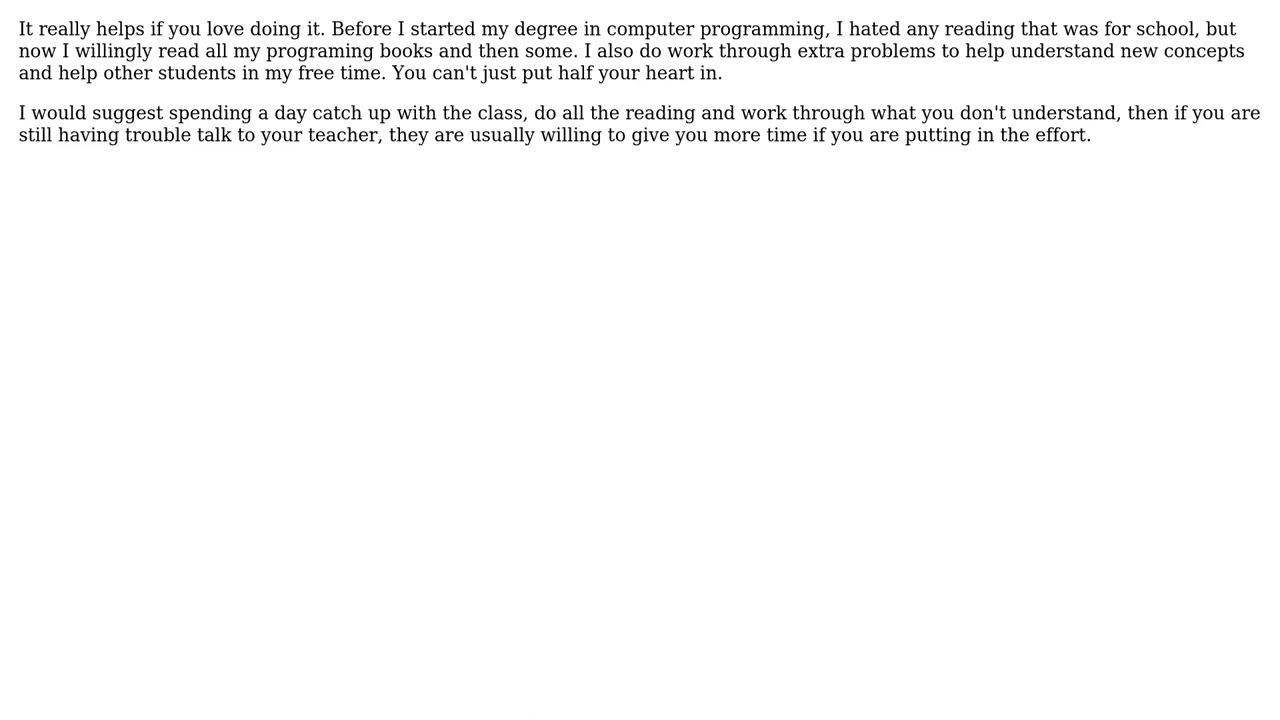 It really helps if you love doing it. Before I started my degree in computer programming, I hated any reading that was for school, but
now I willingly read all my programing books and then some. I also do work through extra problems to help understand new concepts
and help other students in my free time. You can't just put half your heart in.
I would suggest spending a day catch up with the class, do all the reading and work through what you don't understand, then if you are
still having trouble talk to your teacher, they are usually willing to give you more time if you are putting in the effort.